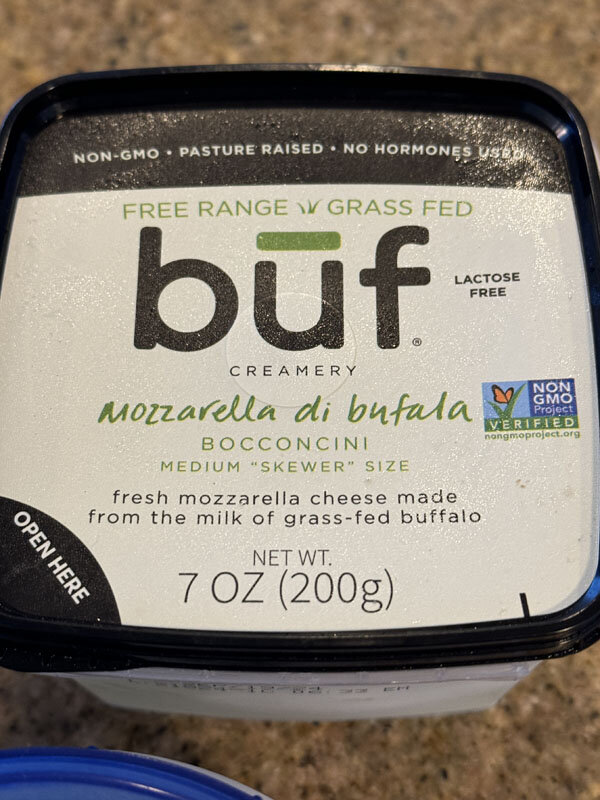 NON-GMO • PASTURE RAISED • NO HORMONES USED
FREE RANGE GRASS FED
būf®
LACTOSE
FREE
CREAMERY
mozzarella di bufala
NON
GMO
Project
VERIFIED
nongmoproject.org
BOCCONCINI
MEDIUM "SKEWER" SIZE
fresh mozzarella cheese made
from the milk of grass-fed buffalo
OPEN HERE
NET WT.
7 OZ (200g)